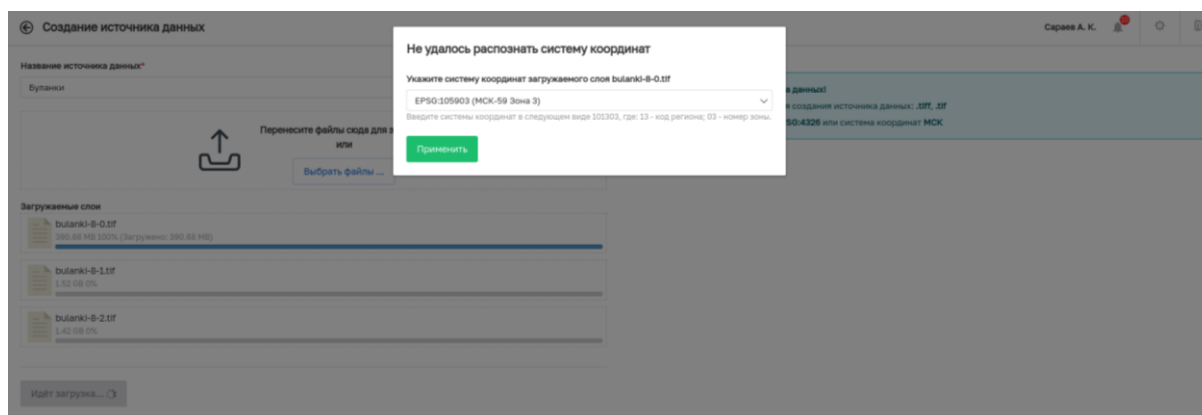 Создание источника данных
Сараев А. К.
Название источника данных*
Буланки
Не удалось распознать систему координат
Укажите систему координат загружаемого слоя bulanki-8-0.tif
EPSG:105903 (МСК-59 Зона 3)
Введите системы координат в следующем виде 101303, где: 13 - код региона; 03 - номер зоны.
Применить
данных!
создания источника данных: .tiff, .tif
4326 или система координат МСК
Перенесите файлы сюда для з
или
Выбрать файлы ...
Загружаемые слои
bulanki-8-0.tif
390.68 MB 100% (Загружено: 390.68 MB)
bulanki-8-1.tif
1.52 GB 0%
bulanki-8-2.tif
1.42 GB 0%
Идёт загрузка...